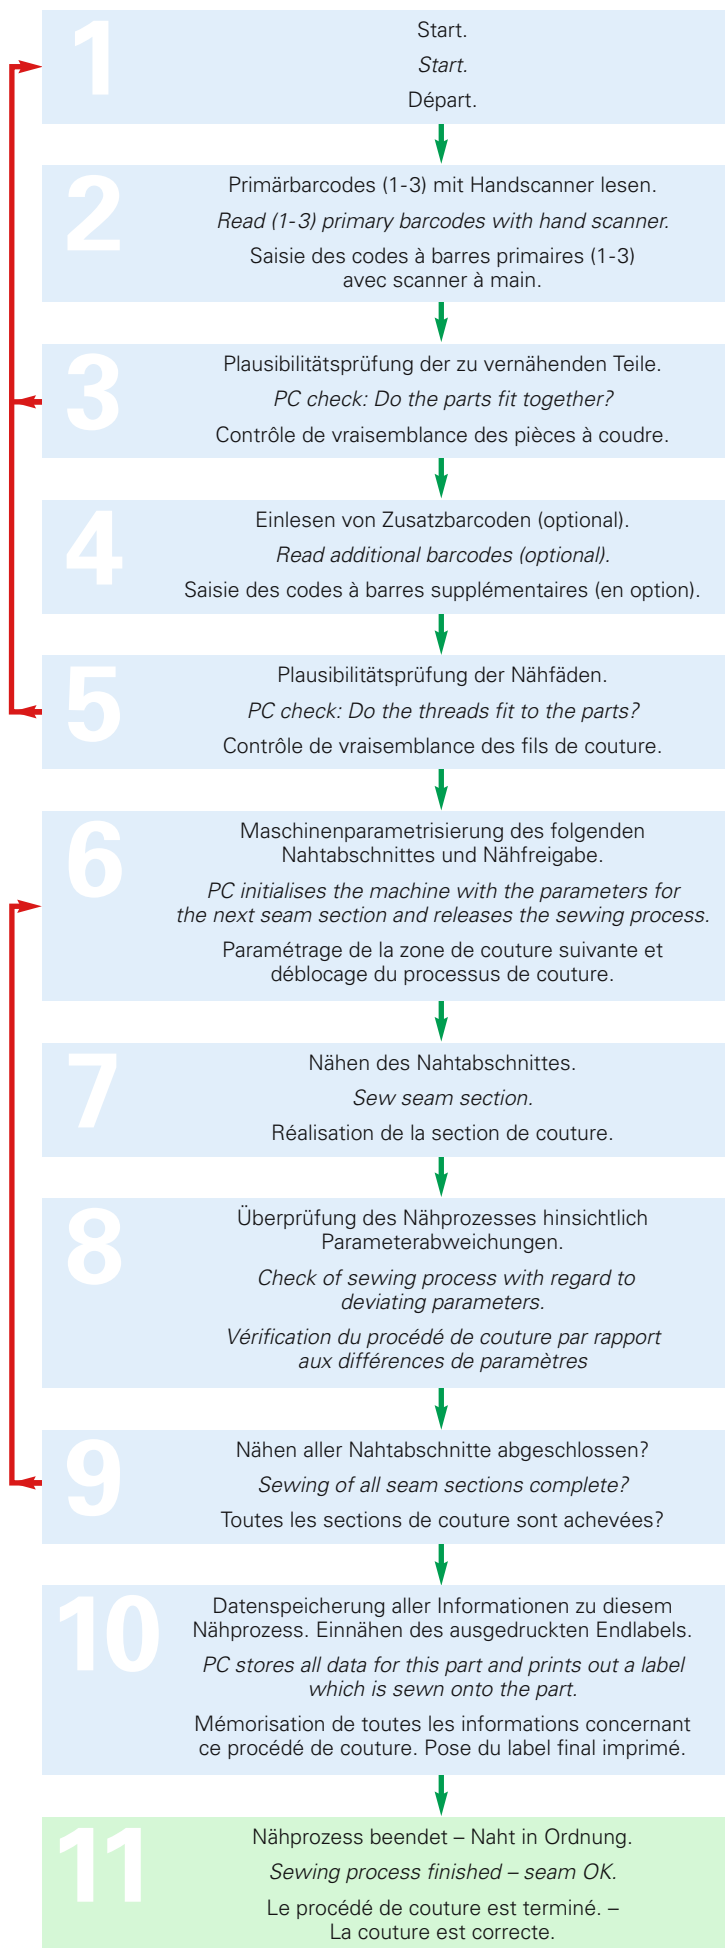 1
Start.
Start.
Départ.
2
Primärbarcodes (1-3) mit Handscanner lesen.
Read (1-3) primary barcodes with hand scanner.
Saisie des codes à barres primaires (1-3)
avec scanner à main.
3
Plausibilitätsprüfung der zu vernähenden Teile.
PC check: Do the parts fit together?
Contrôle de vraisemblance des pièces à coudre.
4
Einlesen von Zusatzbarcoden (optional).
Read additional barcodes (optional).
Saisie des codes à barres supplémentaires (en option).
5
Plausibilitätsprüfung der Nähfäden.
PC check: Do the threads fit to the parts?
Contrôle de vraisemblance des fils de couture.
6
Maschinenparametrisierung des folgenden
Nahtabschnittes und Nähfreigabe.
PC initialises the machine with the parameters for
the next seam section and releases the sewing process.
Paramétrage de la zone de couture suivante et
déblocage du processus de couture.
7
Nähen des Nahtabschnittes.
Sew seam section.
Réalisation de la section de couture.
8
Überprüfung des Nähprozesses hinsichtlich
Parameterabweichungen.
Check of sewing process with regard to
deviating parameters.
Vérification du procédé de couture par rapport
aux différences de paramètres
9
Nähen aller Nahtabschnitte abgeschlossen?
Sewing of all seam sections complete?
Toutes les sections de couture sont achevées?
10
Datenspeicherung aller Informationen zu diesem
Nähprozess. Einnähen des ausgedruckten Endlabels.
PC stores all data for this part and prints out a label
which is sewn onto the part.
Mémorisation de toutes les informations concernant
ce procédé de couture. Pose du label final imprimé.
11
Nähprozess beendet – Naht in Ordnung.
Sewing process finished – seam OK.
Le procédé de couture est terminé. –
La couture est correcte.